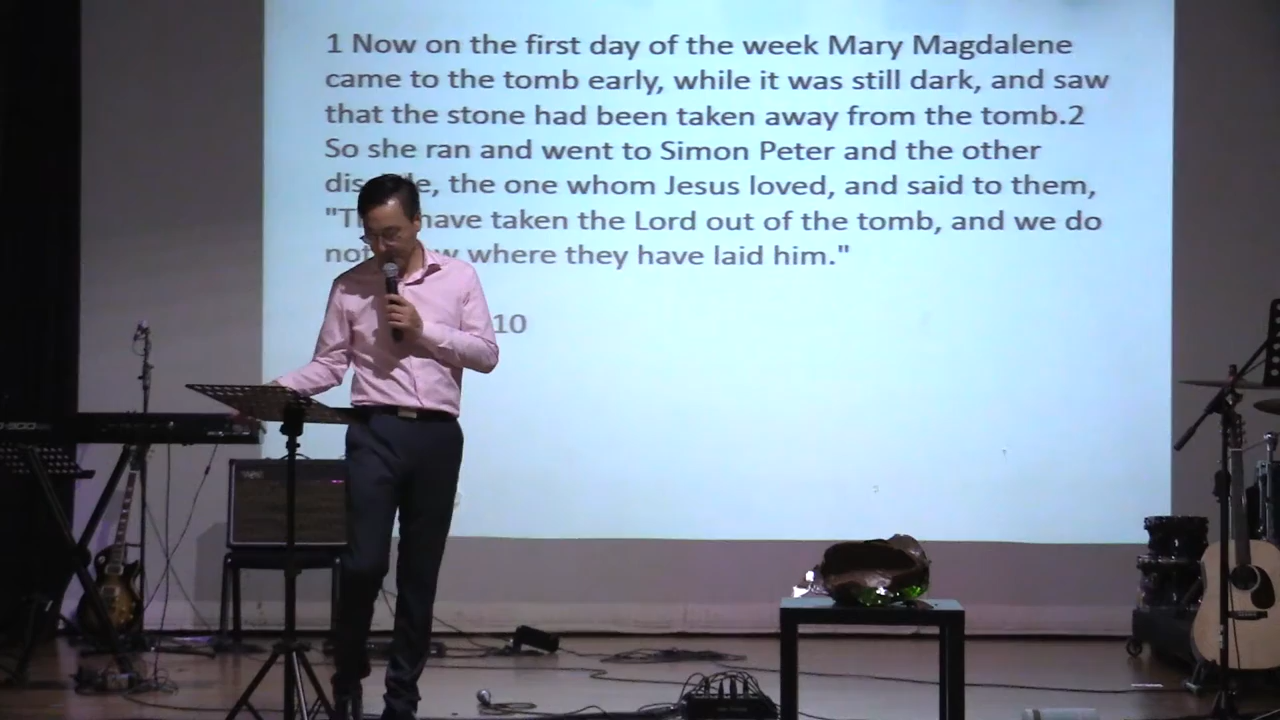 1 Now on the first day of the week Mary Magdalene
came to the tomb early, while it was still dark, and saw
that the stone had been taken away from the tomb.2
So she ran and went to Simon Peter and the other
the one whom Jesus loved, and said to them,
have taken the Lord out of the tomb, and we do
where they have laid him."
10